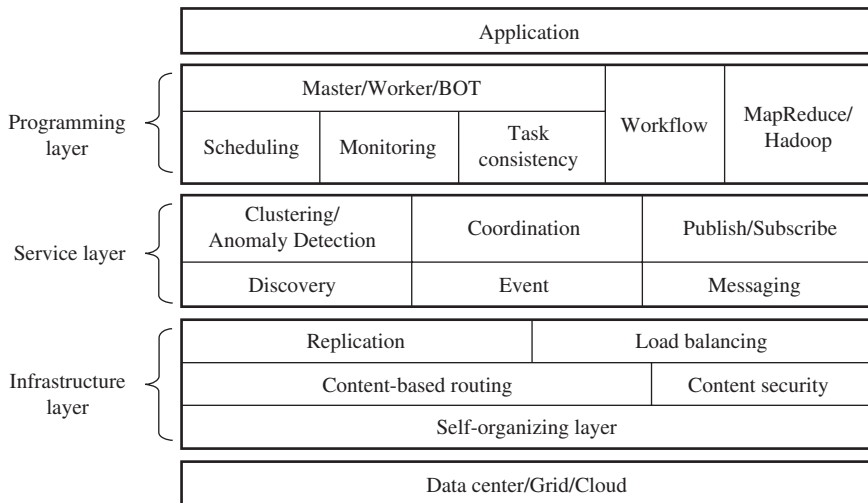 Application
Programming
layer
Master/Worker/BOT
Scheduling
Monitoring
Task
consistency
Workflow
MapReduce/
Hadoop
Service layer
Clustering/
Anomaly Detection
Coordination
Publish/Subscribe
Discovery
Event
Messaging
Infrastructure
layer
Replication
Load balancing
Content-based routing
Content security
Self-organizing layer
Data center/Grid/Cloud